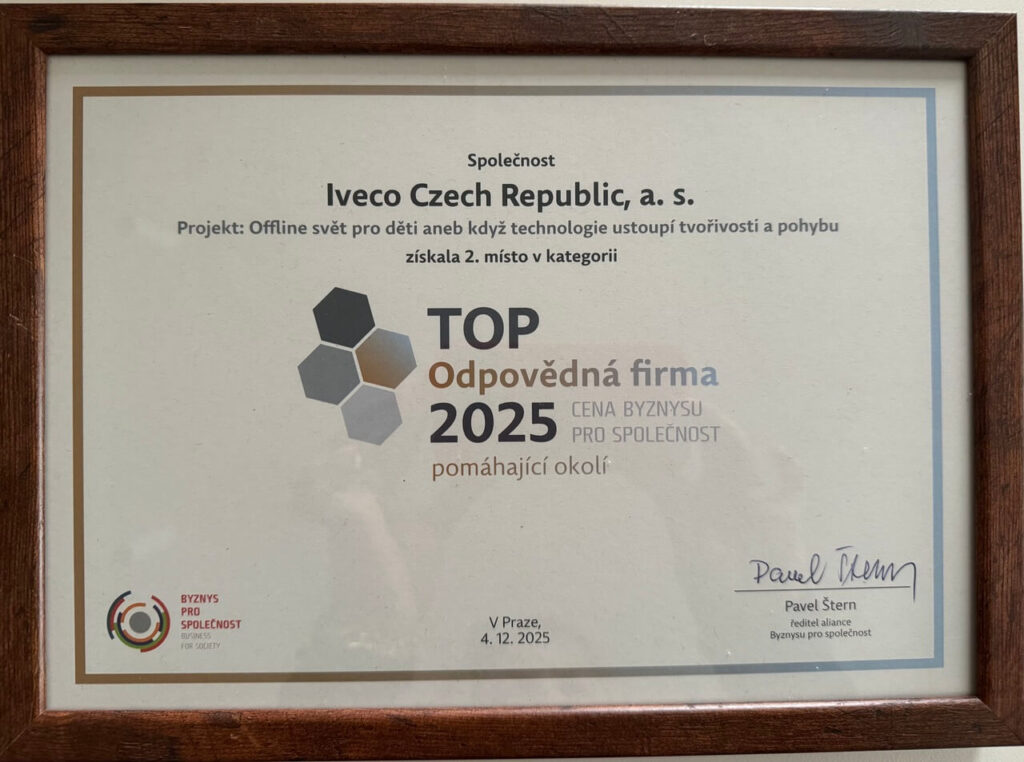 Společnost
Iveco Czech Republic, a. s.
Projekt: Offline svět pro děti aneb když technologie ustoupí tvořivosti a pohybu
získala 2. místo v kategorii
TOP
Odpovědná firma
2025 CENA BYZNYSU
PRO SPOLEČNOST
pomáhající okolí
BYZNYS
PRO
SPOLEČNOST
BUSINESS
FOR SOCIETY
V Praze,
4. 12. 2025
Pavel Štern
Pavel Štern
ředitel aliance
Byznysu pro společnost